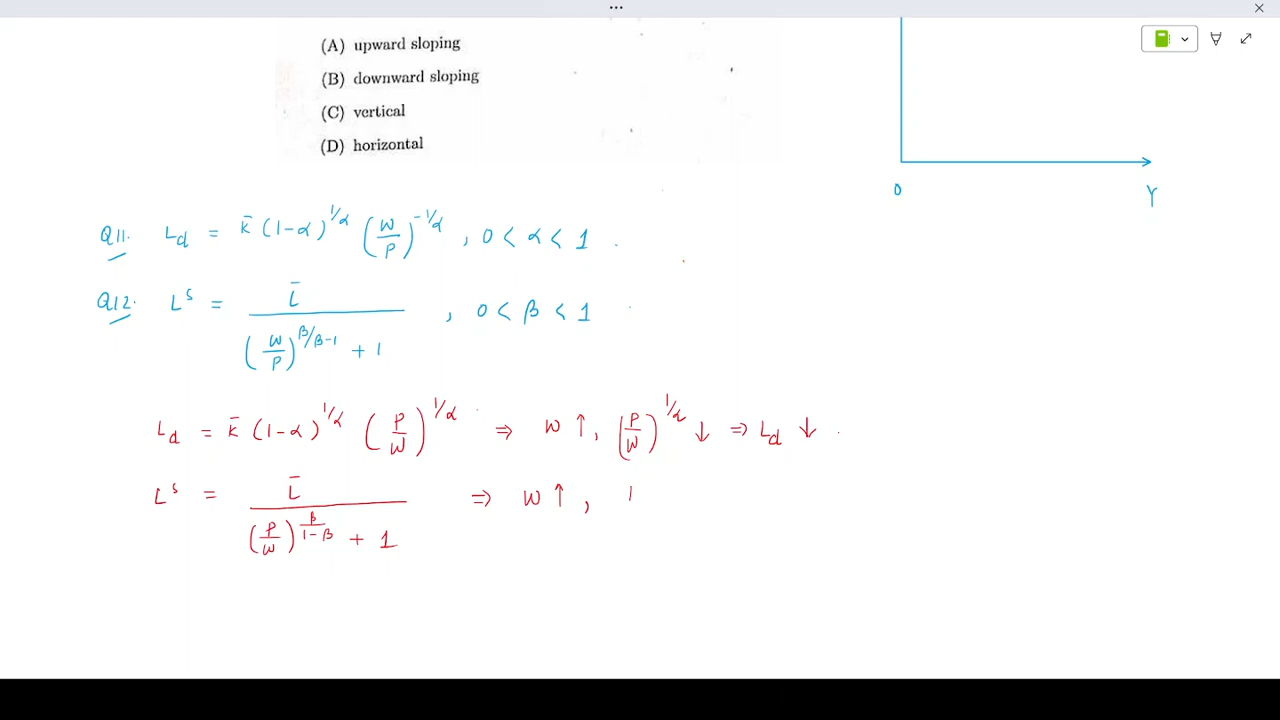 (A) upward sloping
(B) downward sloping
(C) vertical
(D) horizontal
0 Y
Q11. L_d = K̄ (1-α)^{1/α} (W/P)^{-1/α} , 0 < α < 1 .
Q12. L^s = L̄ / ((W/P)^{β/β-1} + 1) , 0 < β < 1
L_d = K̄ (1-α)^{1/α} (P/W)^{1/α} ⇒ W ↑ , (P/W)^{1/α} ↓ ⇒ L_d ↓ .
L^s = L̄ / ((P/W)^{β/1-β} + 1) ⇒ W ↑ ,